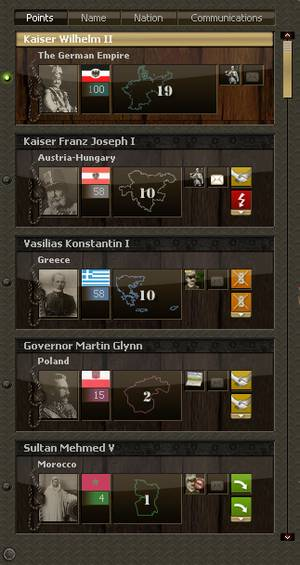 Points Name Nation Communications
Kaiser Wilhelm II
The German Empire
100 19
Kaiser Franz Joseph I
Austria-Hungary
58 10
Vasilias Konstantin I
Greece
58 10
Governor Martin Glynn
Poland
15 2
Sultan Mehmed V
Morocco
4 1